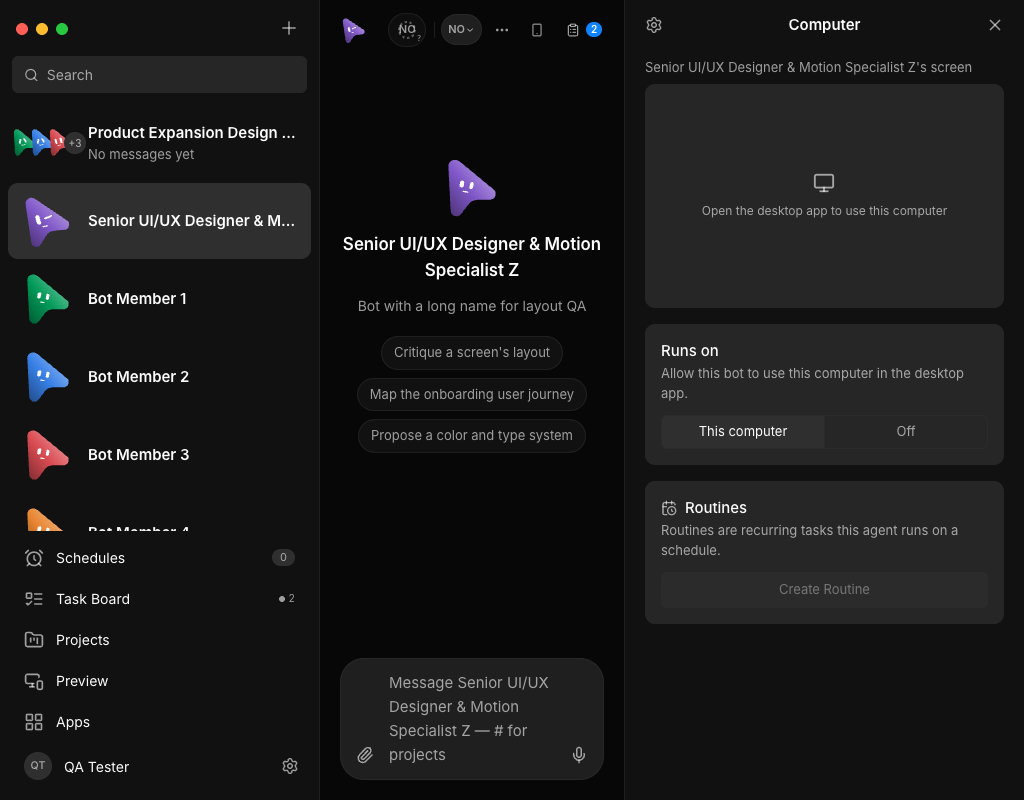 Search
+3
Product Expansion Design ...
No messages yet
Senior UI/UX Designer & M...
Bot Member 1
Bot Member 2
Bot Member 3
Bot Member 4
Schedules
0
Task Board
2
Projects
Preview
Apps
QT
QA Tester
NO
?
NO
2
Senior UI/UX Designer & Motion
Specialist Z
Bot with a long name for layout QA
Critique a screen's layout
Map the onboarding user journey
Propose a color and type system
Message Senior UI/UX
Designer & Motion
Specialist Z — # for
projects
Computer
Senior UI/UX Designer & Motion Specialist Z's screen
Open the desktop app to use this computer
Runs on
Allow this bot to use this computer in the desktop
app.
This computer
Off
Routines
Routines are recurring tasks this agent runs on a
schedule.
Create Routine